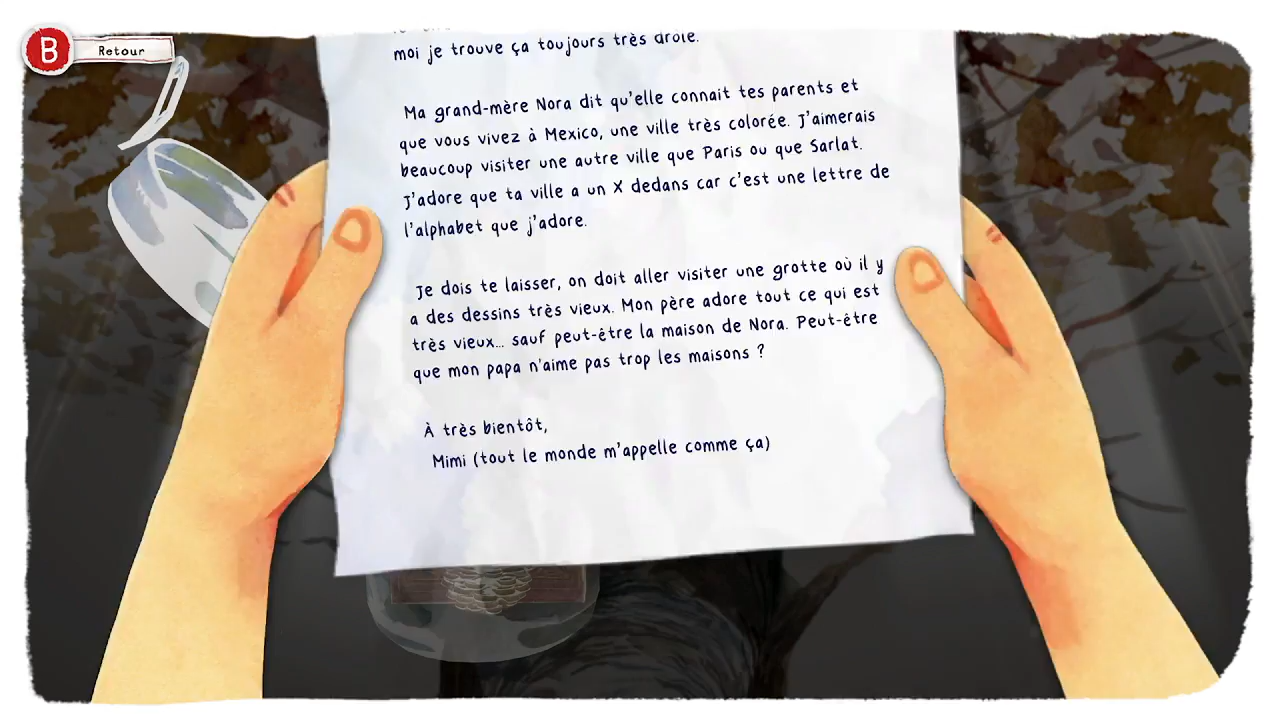 B
Retour
moi je trouve ça toujours très drôle.
Ma grand-mère Nora dit qu'elle connait tes parents et
que vous vivez à Mexico, une ville très colorée. J'aimerais
beaucoup visiter une autre ville que Paris ou que Sarlat.
J'adore que ta ville a un X dedans car c'est une lettre de
l'alphabet que j'adore.
Je dois te laisser, on doit aller visiter une grotte où il y
a des dessins très vieux. Mon père adore tout ce qui est
très vieux... sauf peut-être la maison de Nora. Peut-être
que mon papa n'aime pas trop les maisons ?
À très bientôt,
Mimi (tout le monde m'appelle comme ça)